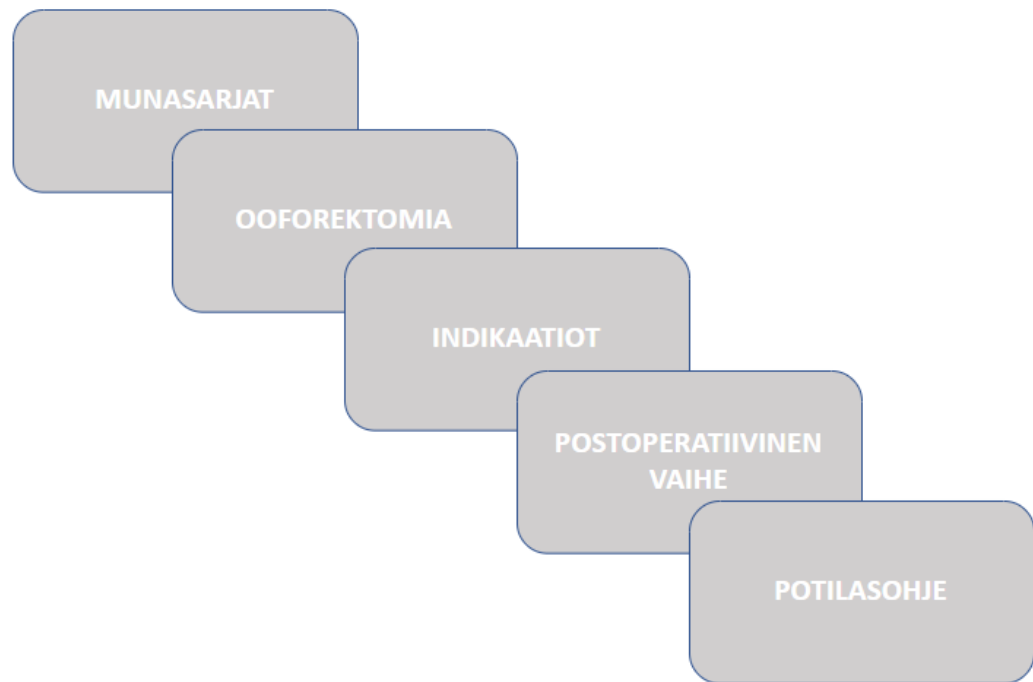 MUNASARJAT
OOFOREKTOMIA
INDIKAATIOT
POSTOPERATIIVINEN
VAIHE
POTILASOHJE